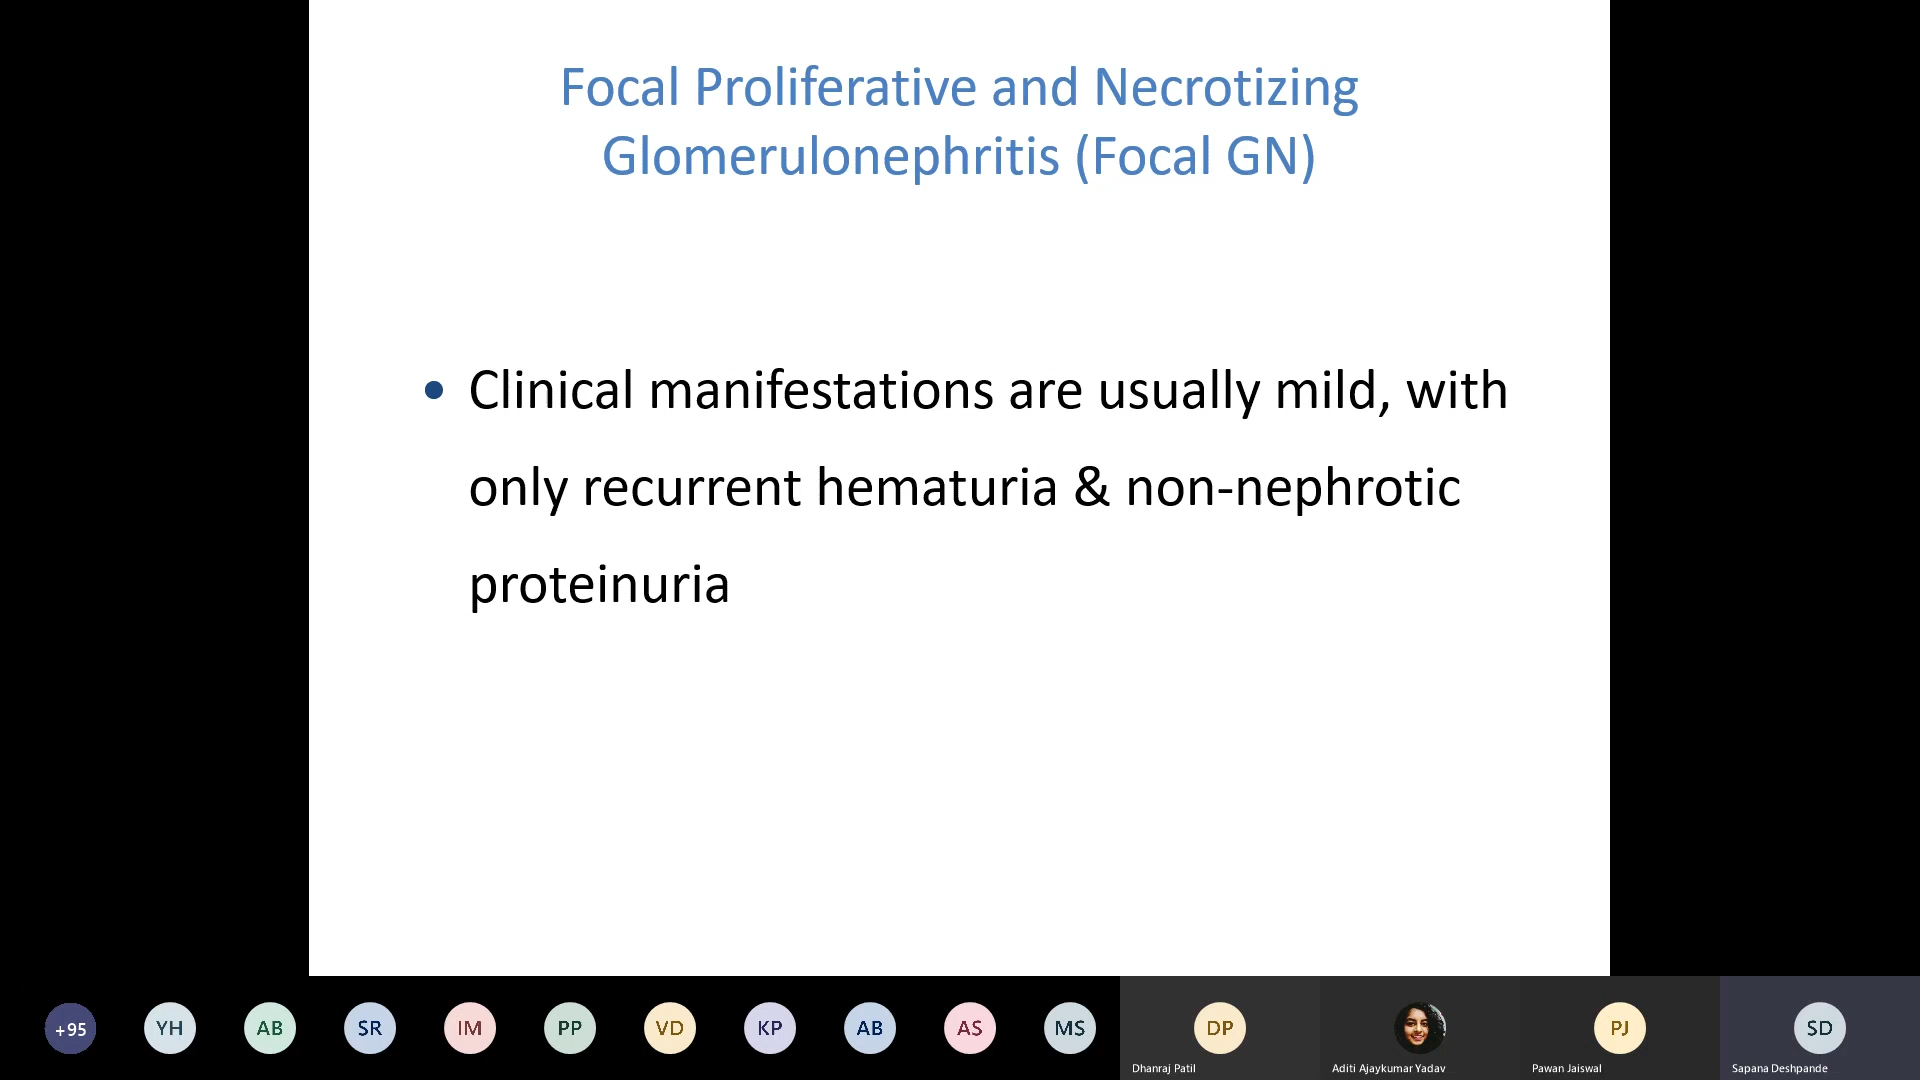 Focal Proliferative and Necrotizing
Glomerulonephritis (Focal GN)
• Clinical manifestations are usually mild, with
only recurrent hematuria & non-nephrotic
proteinuria
+95 YH AB SR IM PP VD KP AB AS MS DP PJ SD
Dhanraj Patil Aditi Ajaykumar Yadav Pawan Jaiswal Sapana Deshpande